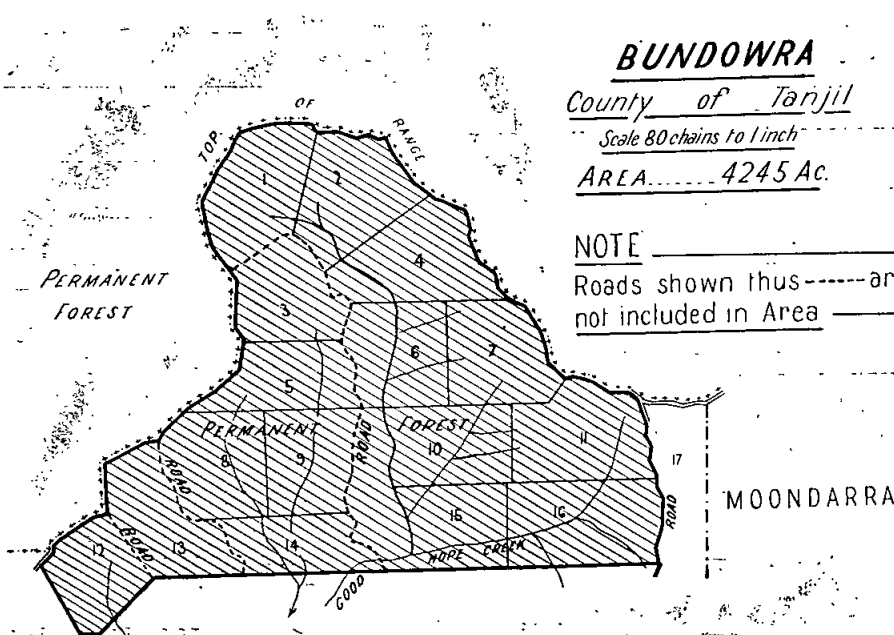 BUNDOWRA
County of Tanjil
Scale 80 chains to 1 inch
AREA....... 4245 Ac.
NOTE
Roads shown thus ------ ar
not included in Area
TOP OF RANGE
PERMANENT
FOREST
1
2
3
4
5
6
7
PERMANENT FOREST
ROAD
8
9
10
11
17
ROAD
MOONDARRA
ROAD
12
13
14
15
16
ROAD
GOOD HOPE CREEK